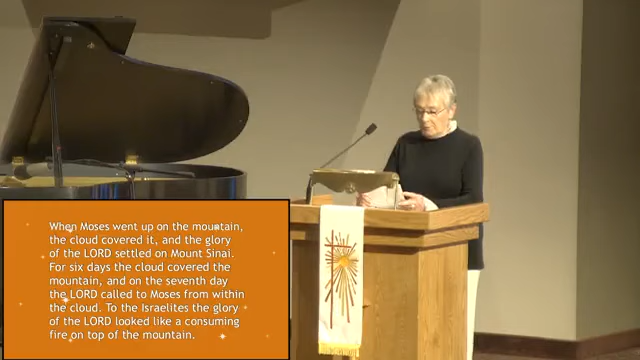 When Moses went up on the mountain,
the cloud covered it, and the glory
of the LORD settled on Mount Sinai.
For six days the cloud covered the
mountain, and on the seventh day
the LORD called to Moses from within
the cloud. To the Israelites the glory
of the LORD looked like a consuming
fire on top of the mountain.